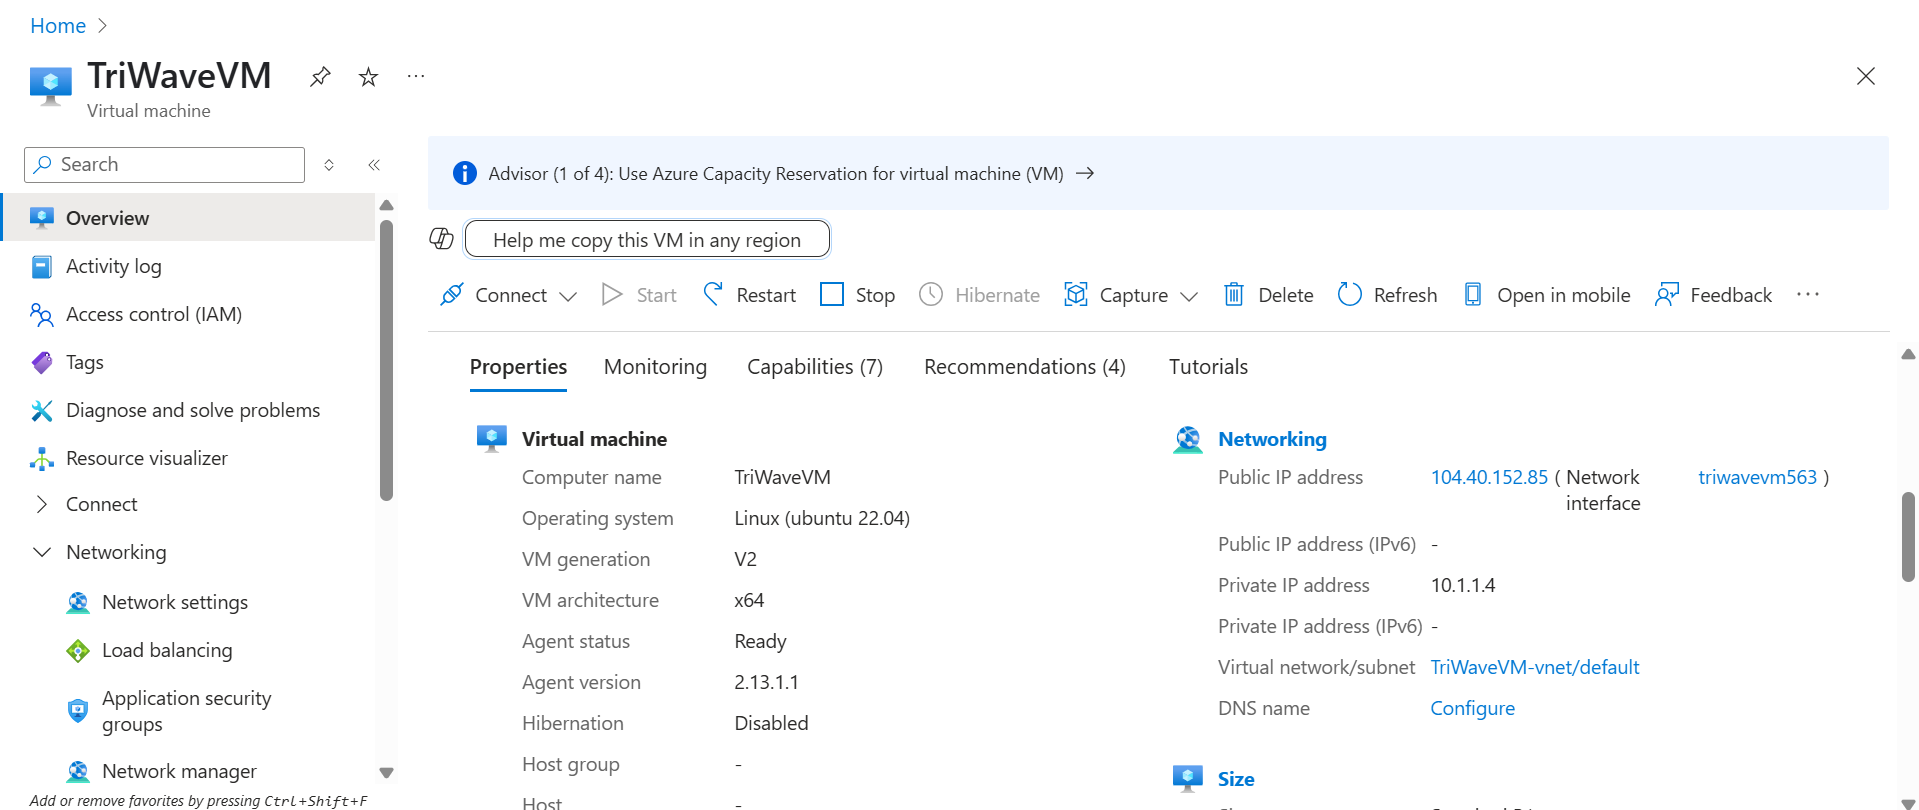 Home
TriWaveVM
Virtual machine
Search
Overview
Activity log
Access control (IAM)
Tags
Diagnose and solve problems
Resource visualizer
Connect
Networking
Network settings
Load balancing
Application security
groups
Network manager
Add or remove favorites by pressing Ctrl+Shift+F
Advisor (1 of 4): Use Azure Capacity Reservation for virtual machine (VM)
Help me copy this VM in any region
Connect Start Restart Stop Hibernate Capture Delete Refresh Open in mobile Feedback
Properties Monitoring Capabilities (7) Recommendations (4) Tutorials
Virtual machine
Computer name TriWaveVM
Operating system Linux (ubuntu 22.04)
VM generation V2
VM architecture x64
Agent status Ready
Agent version 2.13.1.1
Hibernation Disabled
Host group -
Host -
Networking
Public IP address 104.40.152.85 ( Network triwavevm563 )
interface
Public IP address (IPv6) -
Private IP address 10.1.1.4
Private IP address (IPv6) -
Virtual network/subnet TriWaveVM-vnet/default
DNS name Configure
Size